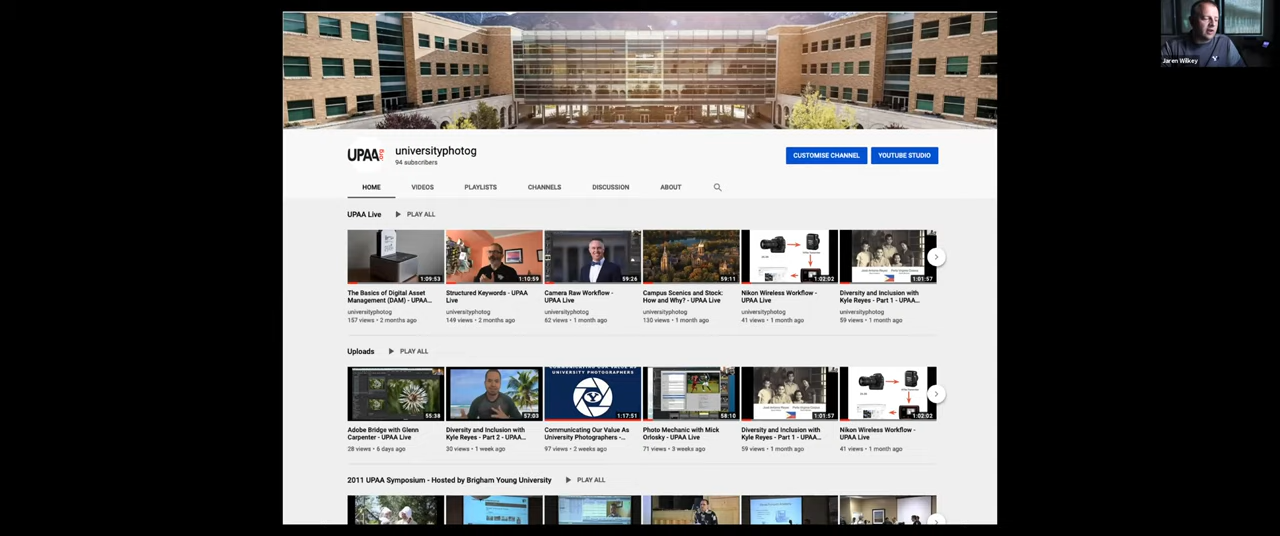 Jaren Wilkey
UPAA.org
universityphotog
94 subscribers
CUSTOMISE CHANNEL
YOUTUBE STUDIO
HOME
VIDEOS
PLAYLISTS
CHANNELS
DISCUSSION
ABOUT
UPAA Live
PLAY ALL
1:09:53
1:10:59
59:26
59:11
1:02:02
1:01:57
The Basics of Digital Asset
Management (DAM) - UPAA...
universityphotog
157 views • 2 months ago
Structured Keywords - UPAA
Live
universityphotog
149 views • 2 months ago
Camera Raw Workflow -
UPAA Live
universityphotog
62 views • 1 month ago
Campus Scenics and Stock:
How and Why? - UPAA Live
universityphotog
130 views • 1 month ago
Nikon Wireless Workflow -
UPAA Live
universityphotog
41 views • 1 month ago
Diversity and Inclusion with
Kyle Reyes - Part 1 - UPAA...
universityphotog
59 views • 1 month ago
Uploads
PLAY ALL
COMMUNICATING OUR VALUE AS
UNIVERSITY PHOTOGRAPHERS
55:38
57:03
1:17:51
58:10
1:01:57
1:02:02
Adobe Bridge with Glenn
Carpenter - UPAA Live
28 views • 6 days ago
Diversity and Inclusion with
Kyle Reyes - Part 2 - UPAA...
30 views • 1 week ago
Communicating Our Value As
University Photographers -...
97 views • 2 weeks ago
Photo Mechanic with Mick
Orlosky - UPAA Live
71 views • 3 weeks ago
Diversity and Inclusion with
Kyle Reyes - Part 1 - UPAA...
59 views • 1 month ago
Nikon Wireless Workflow -
UPAA Live
41 views • 1 month ago
2011 UPAA Symposium - Hosted by Brigham Young University
PLAY ALL